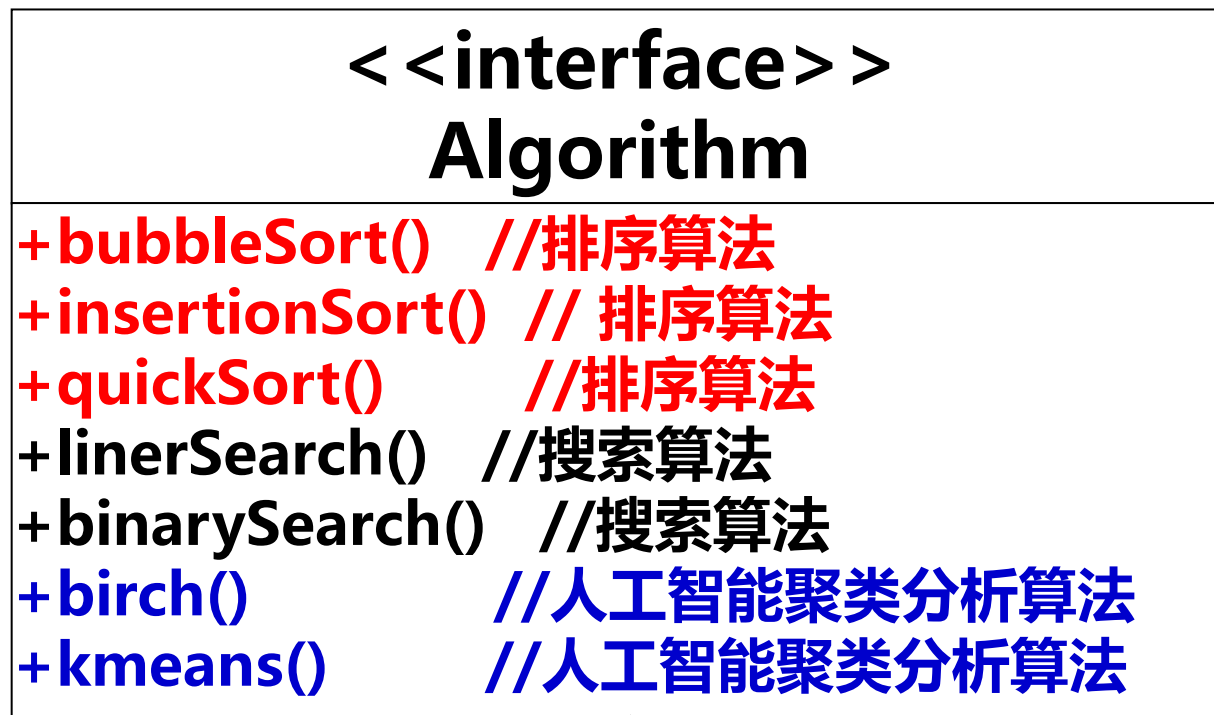 <<interface>>
Algorithm
+bubbleSort() //排序算法
+insertionSort() // 排序算法
+quickSort() //排序算法
+linerSearch() //搜索算法
+binarySearch() //搜索算法
+birch() //人工智能聚类分析算法
+kmeans() //人工智能聚类分析算法